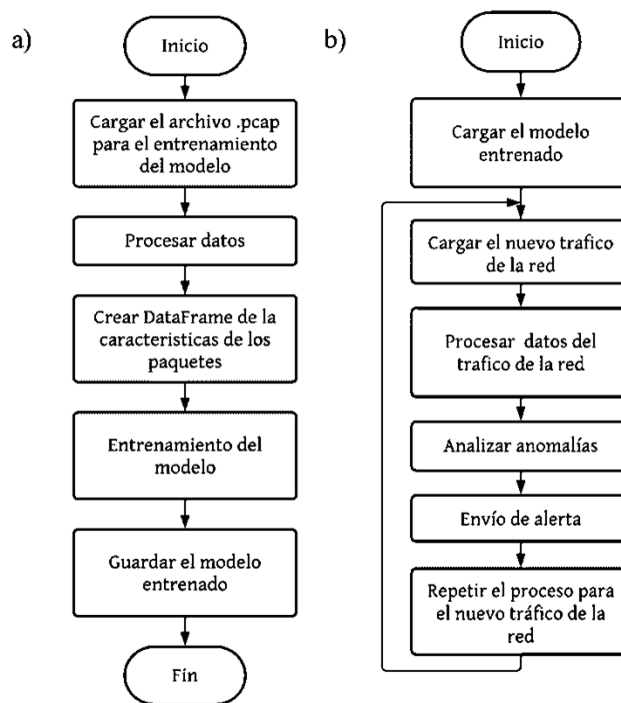 a)
Inicio
Cargar el archivo .pcap
para el entrenamiento
del modelo
Procesar datos
Crear DataFrame de la
caracteristicas de los
paquetes
Entrenamiento del
modelo
Guardar el modelo
entrenado
Fín
b)
Inicio
Cargar el modelo
entrenado
Cargar el nuevo trafico
de la red
Procesar datos del
trafico de la red
Analizar anomalías
Envío de alerta
Repetir el proceso para
el nuevo tráfico de la
red